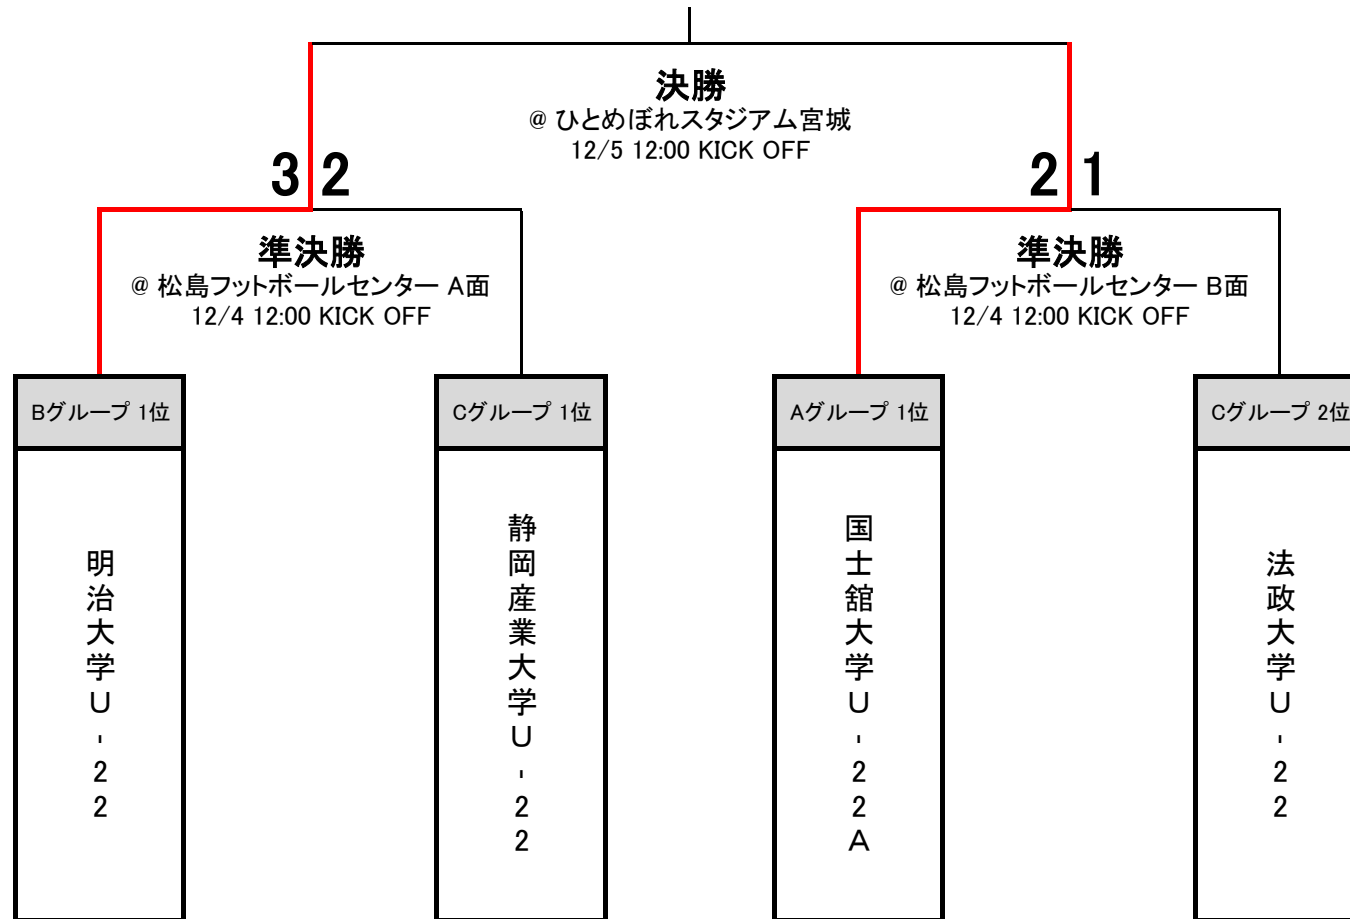 決勝
@ ひとめぼれスタジアム宮城
12/5 12:00 KICK OFF
3 2
2 1
準決勝
@ 松島フットボールセンター A面
12/4 12:00 KICK OFF
準決勝
@ 松島フットボールセンター B面
12/4 12:00 KICK OFF
Bグループ 1位
Cグループ 1位
Aグループ 1位
Cグループ 2位
明治大学U-22
静岡産業大学U-22
国士舘大学U-22A
法政大学U-22